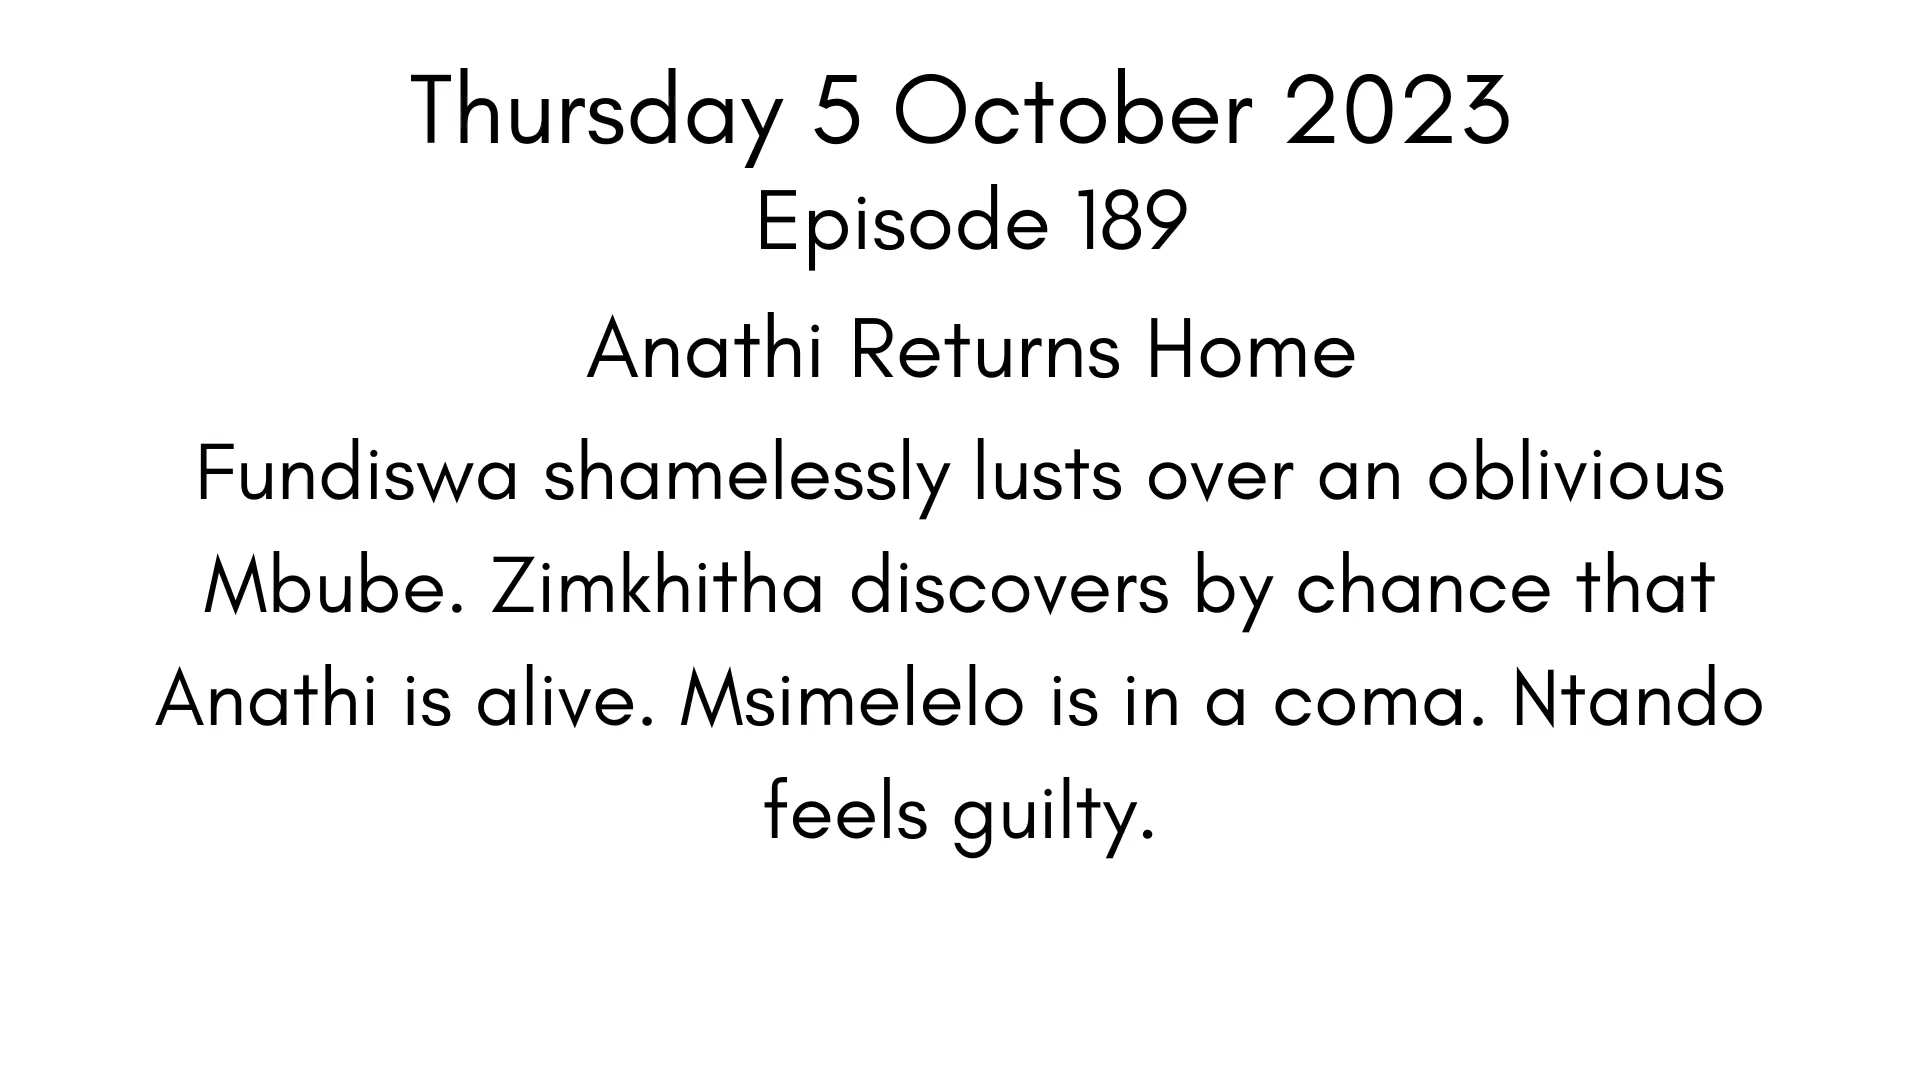 Thursday 5 October 2023
Episode 189
Anathi Returns Home
Fundiswa shamelessly lusts over an oblivious
Mbube. Zimkhitha discovers by chance that
Anathi is alive. Msimelelo is in a coma. Ntando
feels guilty.